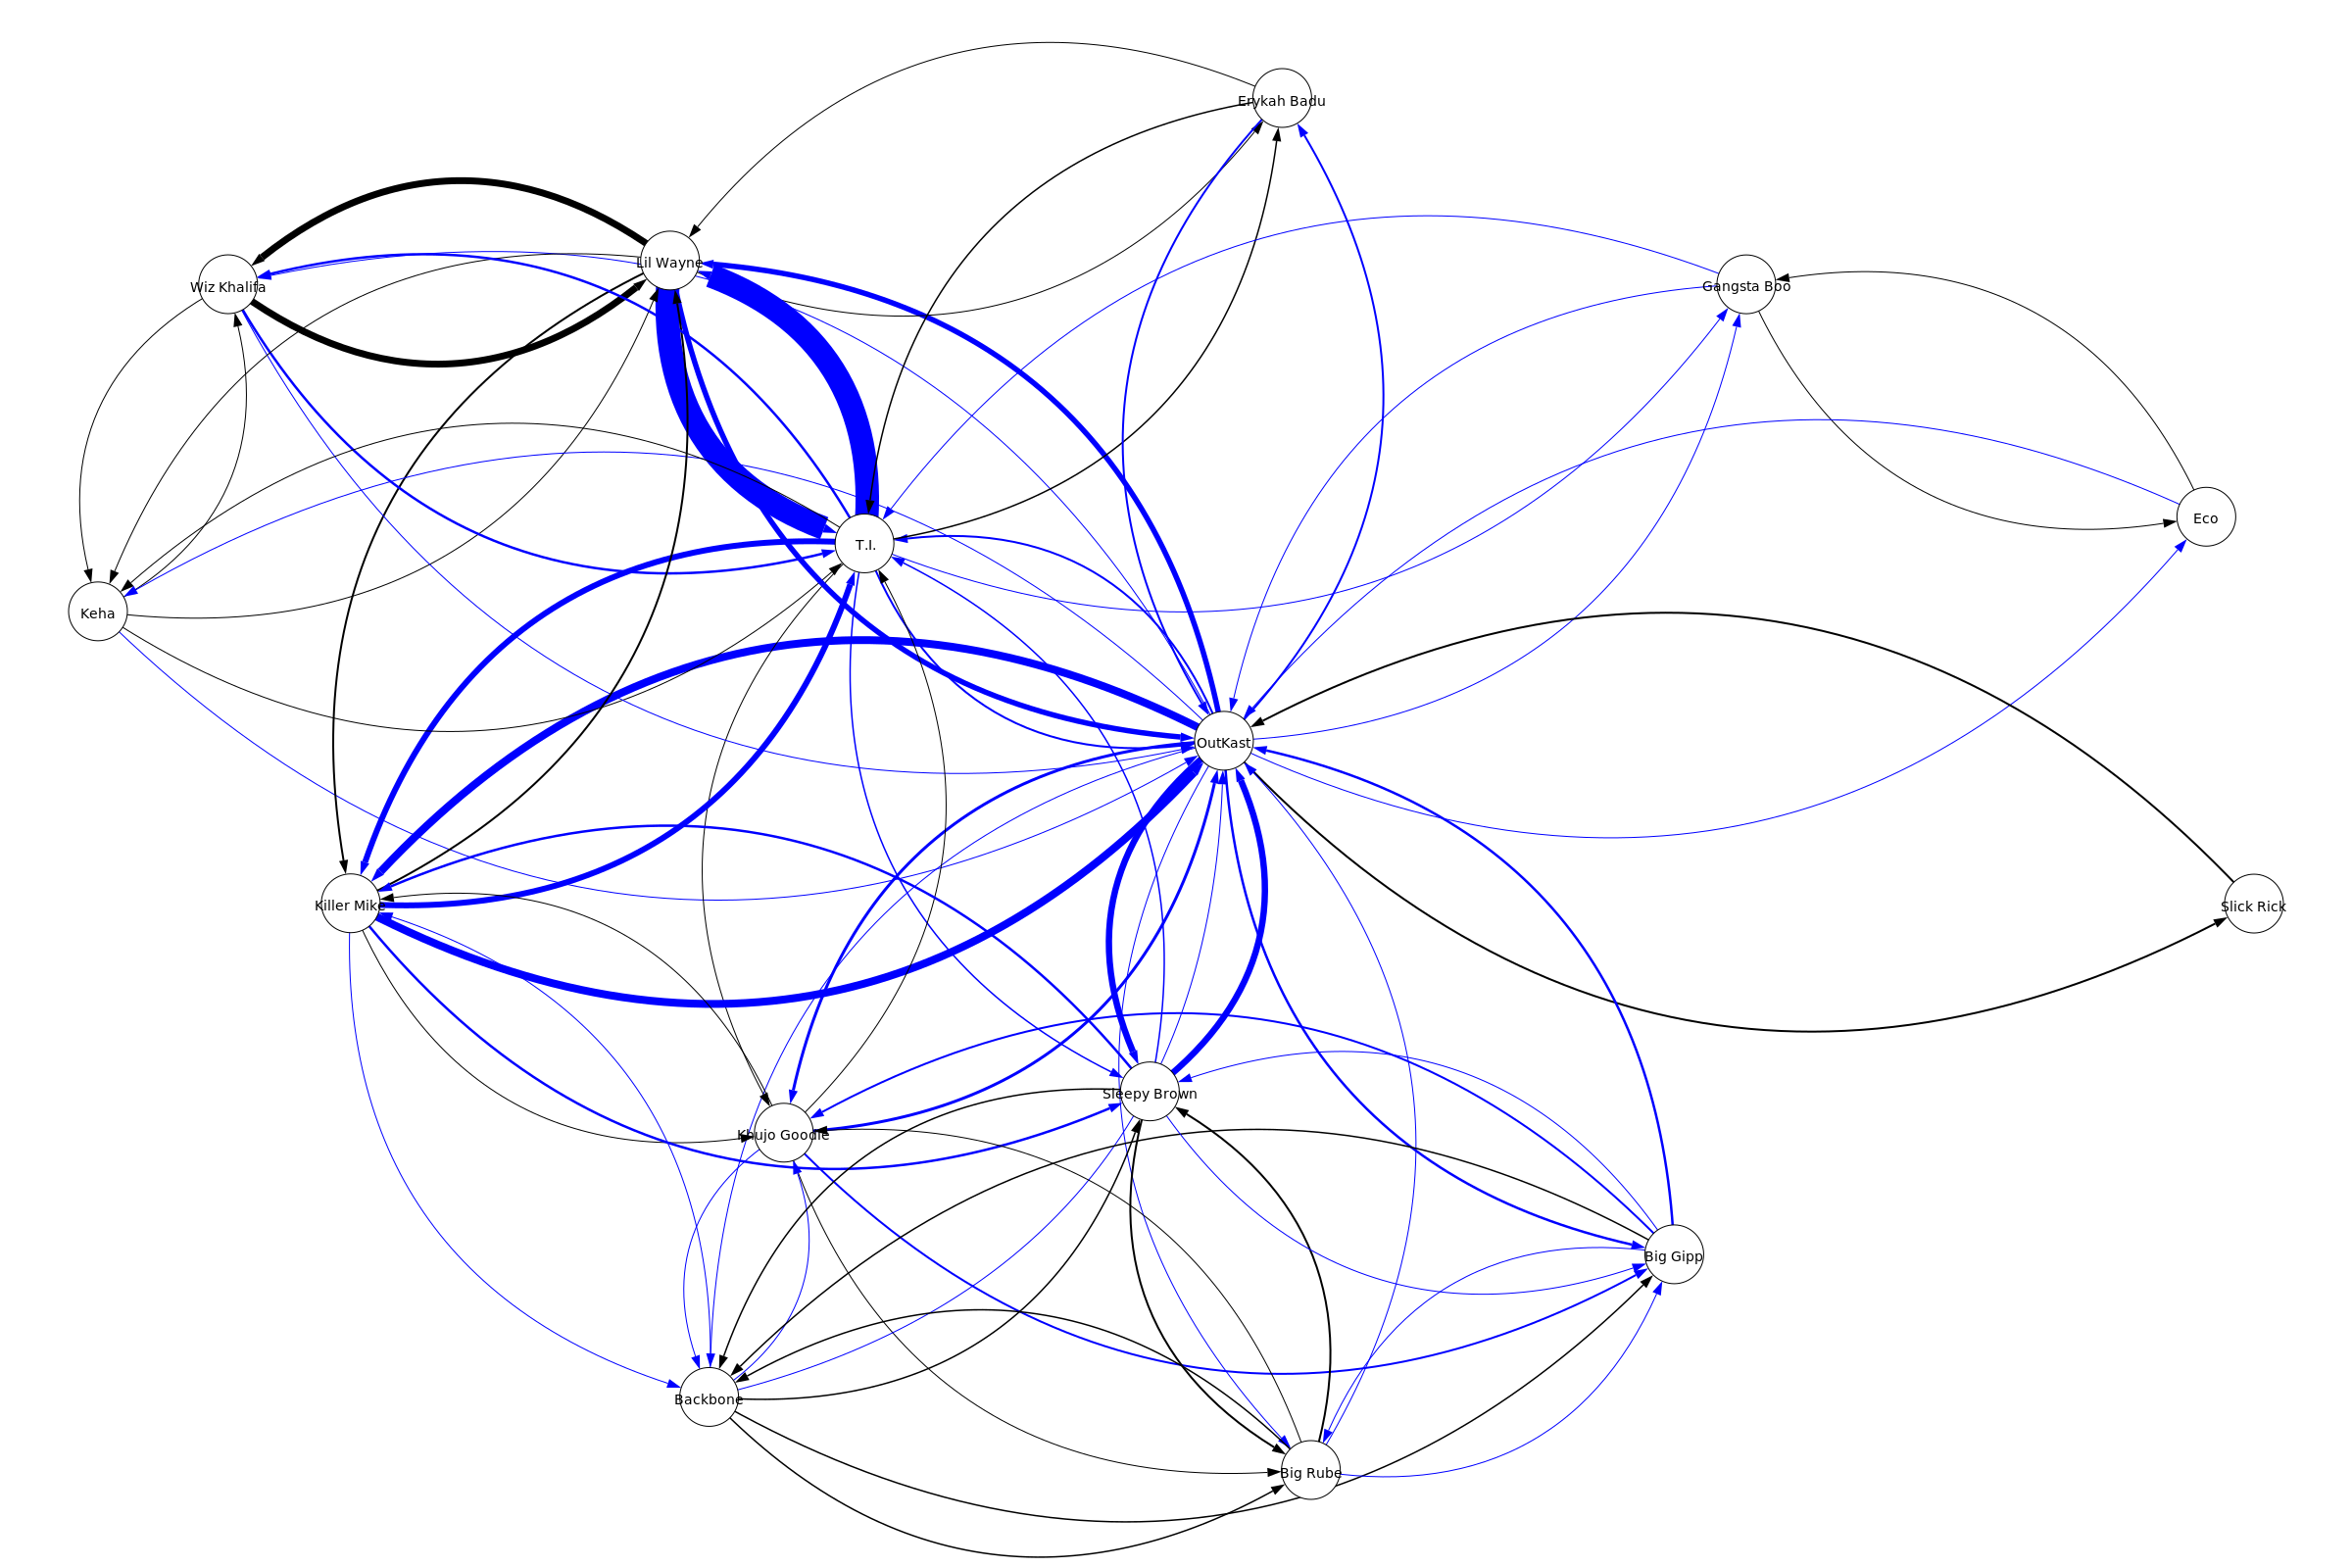 Erykah Badu
Lil Wayne
Wiz Khalifa
Gangsta Boo
Eco
T.I.
Keha
OutKast
Killer Mike
Slick Rick
Sleepy Brown
Khujo Goodie
Big Gipp
Backbone
Big Rube